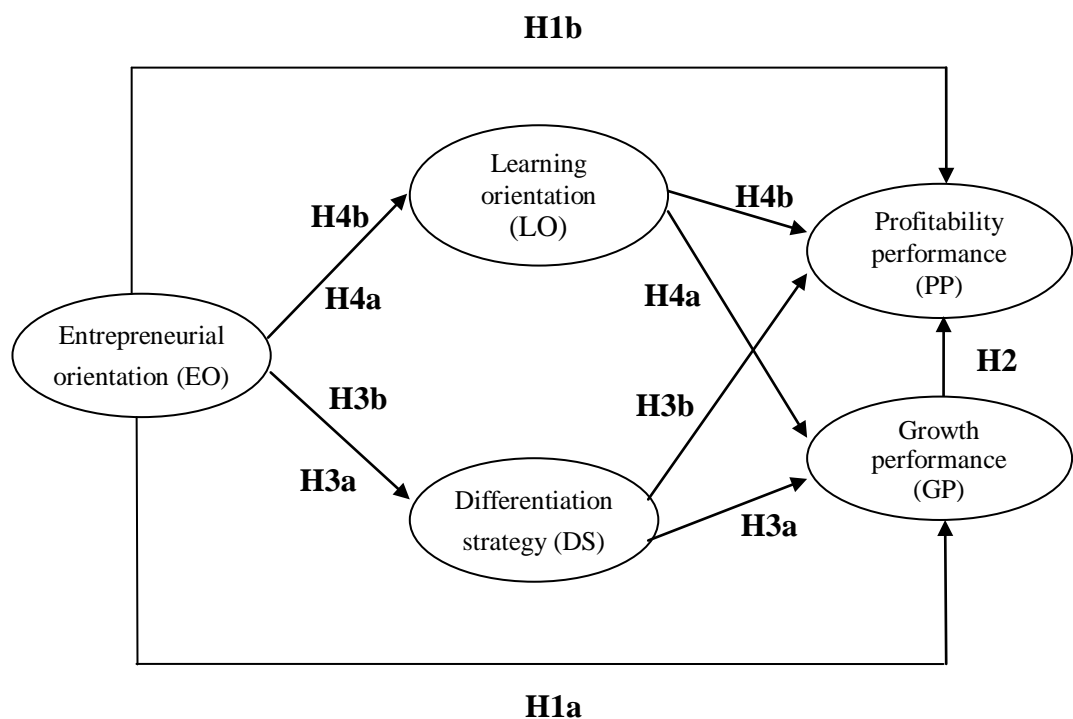 H1b
Learning
orientation
(LO)
H4b
H4a
H4b
H4a
Profitability
performance
(PP)
Entrepreneurial
orientation (EO)
H2
H3b
H3a
H3b
H3a
Differentiation
strategy (DS)
Growth
performance
(GP)
H1a